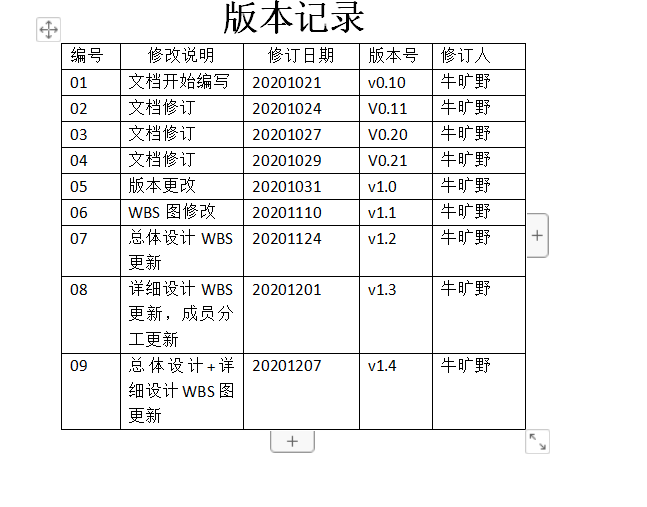 版本记录
编号 修改说明 修订日期 版本号 修订人
01 文档开始编写 20201021 v0.10 牛旷野
02 文档修订 20201024 V0.11 牛旷野
03 文档修订 20201027 V0.20 牛旷野
04 文档修订 20201029 V0.21 牛旷野
05 版本更改 20201031 v1.0 牛旷野
06 WBS 图修改 20201110 v1.1 牛旷野
07 总体设计 WBS 20201124 v1.2 牛旷野
更新
08 详细设计 WBS 20201201 v1.3 牛旷野
更新，成员分
工更新
09 总体设计+详 20201207 v1.4 牛旷野
细设计 WBS 图
更新